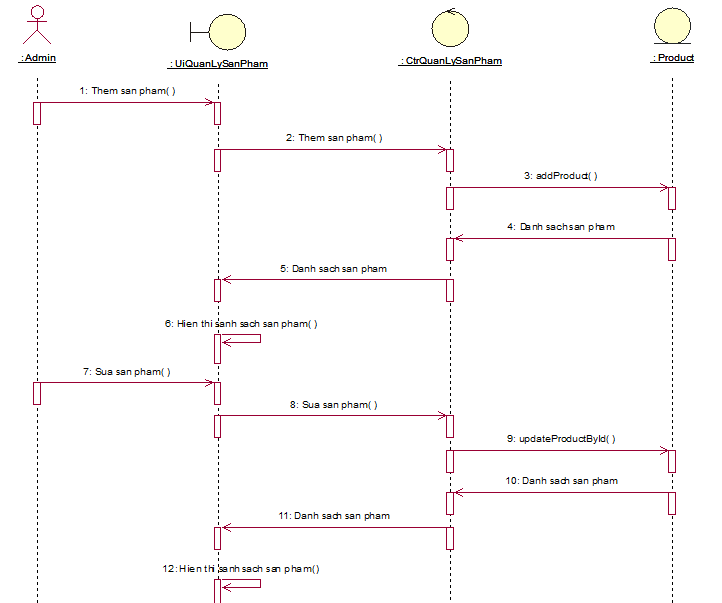 : Admin
: UiQuanLySanPham
: CtrQuanLySanPham
: Product
1: Them san pham( )
2: Them san pham( )
3: addProduct( )
4: Danh sach san pham
5: Danh sach san pham
6: Hien thi sanh sach san pham( )
7: Sua san pham( )
8: Sua san pham( )
9: updateProductById( )
10: Danh sach san pham
11: Danh sach san pham
12: Hien thi sanh sach san pham()